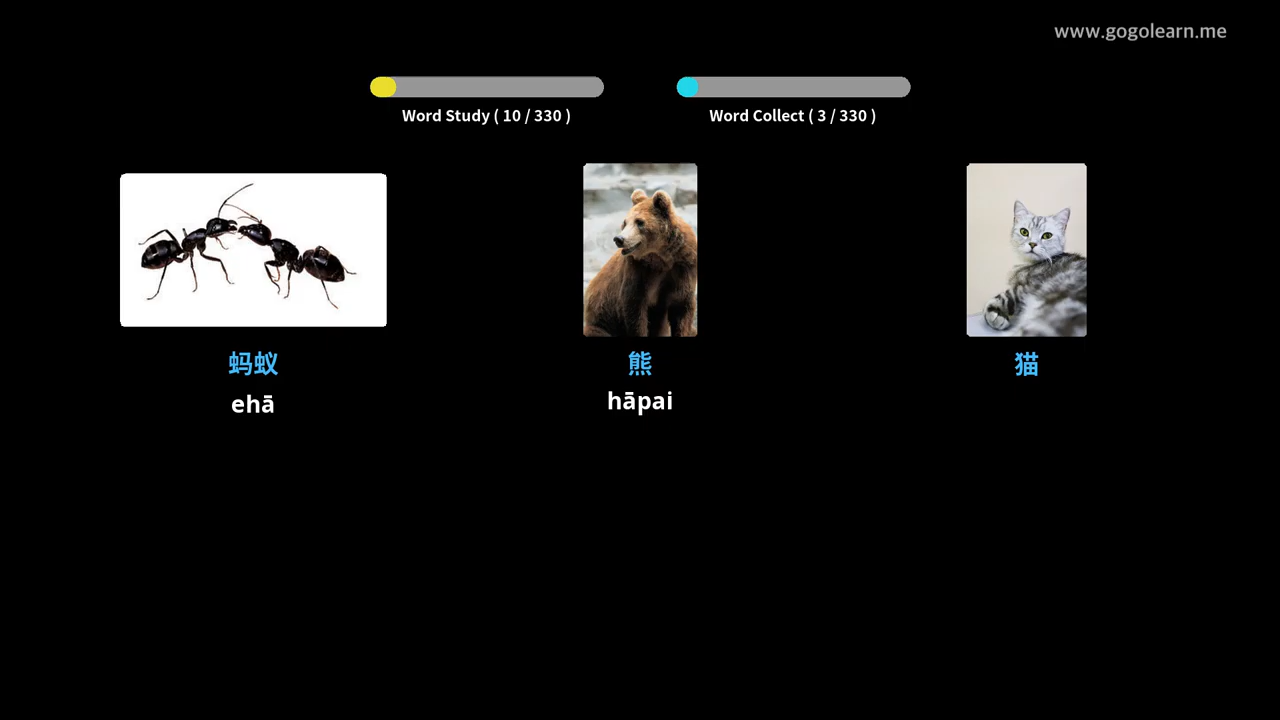 www.gogolearn.me
Word Study ( 10 / 330 )
Word Collect ( 3 / 330 )
蚂蚁
熊
猫
ehā
hāpai